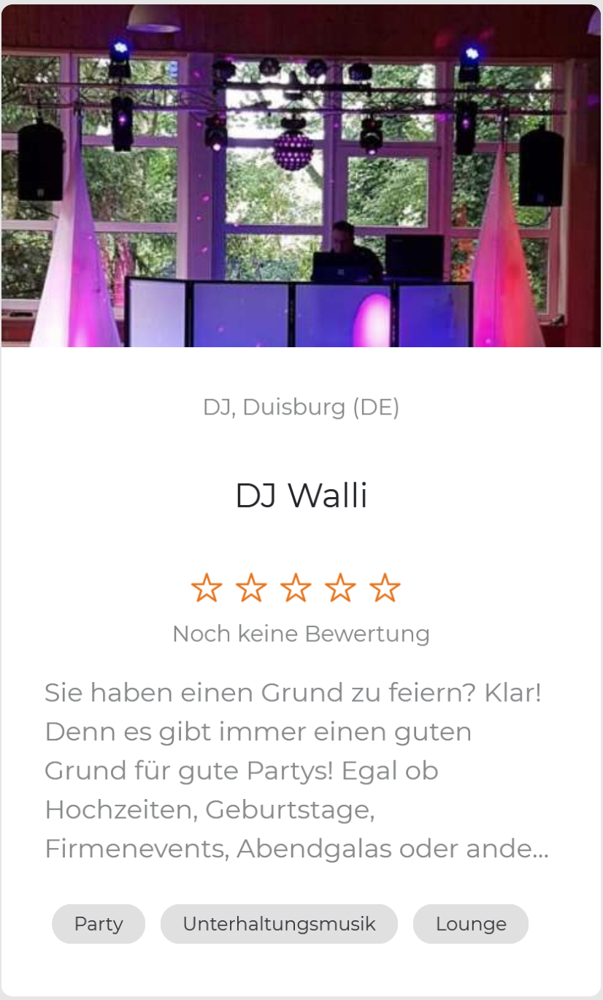 DJ, Duisburg (DE)
DJ Walli
Noch keine Bewertung
Sie haben einen Grund zu feiern? Klar!
Denn es gibt immer einen guten
Grund für gute Partys! Egal ob
Hochzeiten, Geburtstage,
Firmenevents, Abendgalas oder ande...
Party Unterhaltungsmusik Lounge